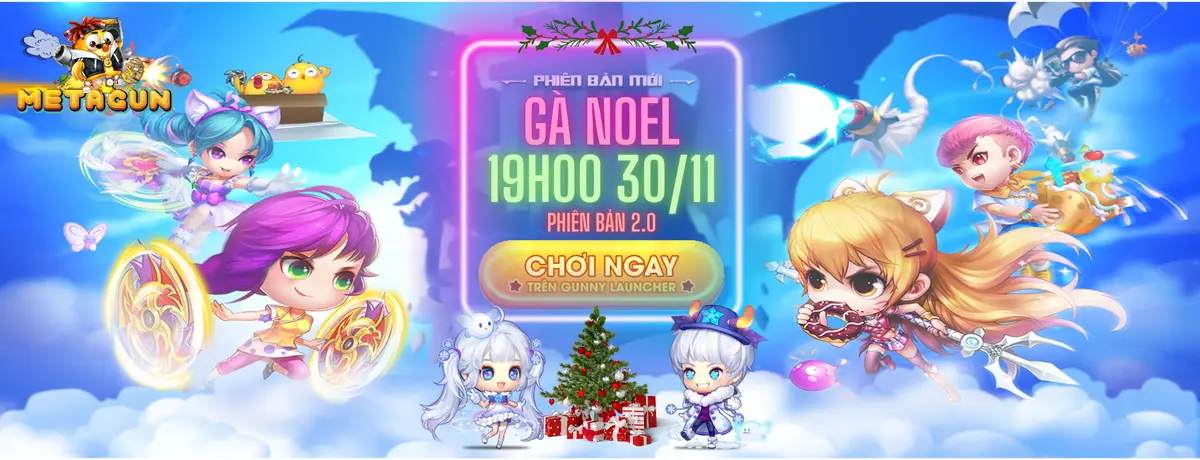 METAGUN
PHIÊN BẢN MỚI
GÀ NOEL
19H00 30/11
PHIÊN BẢN 2.0
CHƠI NGAY
TRÊN GUNNY LAUNCHER